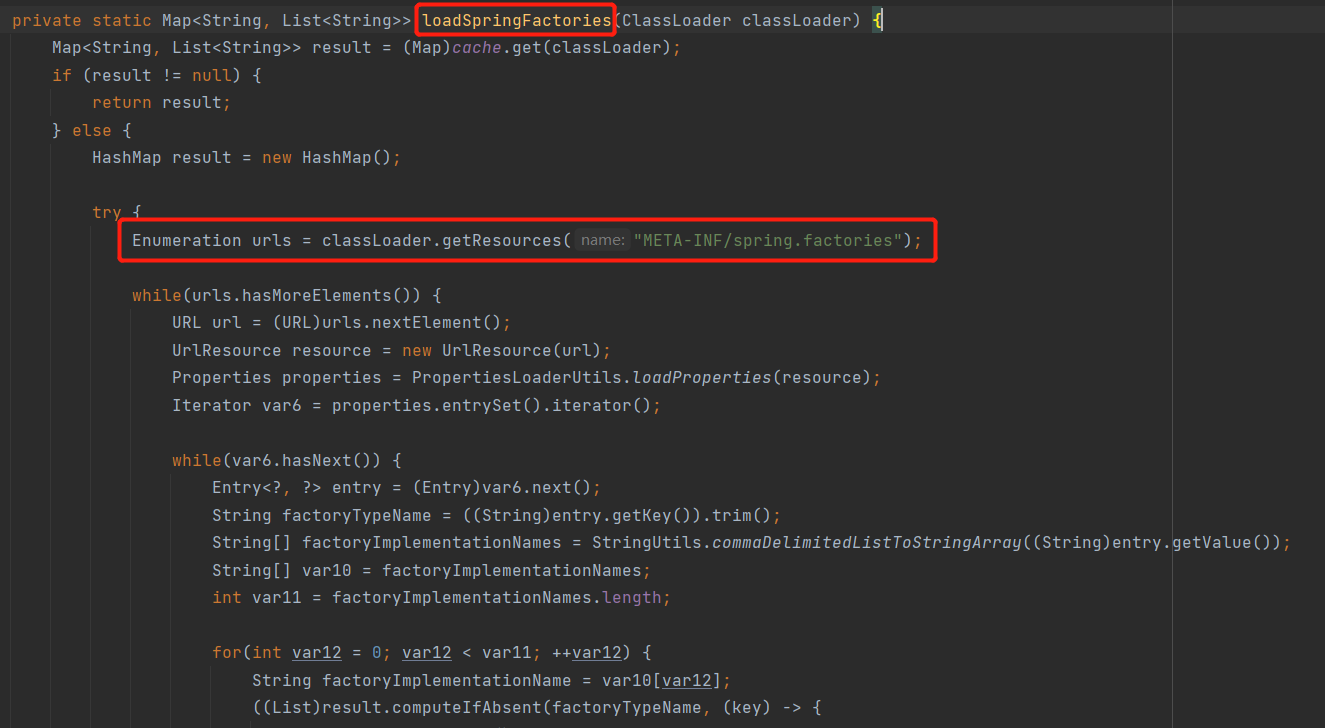 private static Map<String, List<String>> loadSpringFactories(ClassLoader classLoader) {
    Map<String, List<String>> result = (Map)cache.get(classLoader);
    if (result != null) {
        return result;
    } else {
        HashMap result = new HashMap();
        try {
            Enumeration urls = classLoader.getResources( name: "META-INF/spring.factories");
            while(urls.hasMoreElements()) {
                URL url = (URL)urls.nextElement();
                UrlResource resource = new UrlResource(url);
                Properties properties = PropertiesLoaderUtils.loadProperties(resource);
                Iterator var6 = properties.entrySet().iterator();
                while(var6.hasNext()) {
                    Entry<?, ?> entry = (Entry)var6.next();
                    String factoryTypeName = ((String)entry.getKey()).trim();
                    String[] factoryImplementationNames = StringUtils.commaDelimitedListToStringArray((String)entry.getValue());
                    String[] var10 = factoryImplementationNames;
                    int var11 = factoryImplementationNames.length;
                    for(int var12 = 0; var12 < var11; ++var12) {
                        String factoryImplementationName = var10[var12];
                        ((List)result.computeIfAbsent(factoryTypeName, (key) -> {